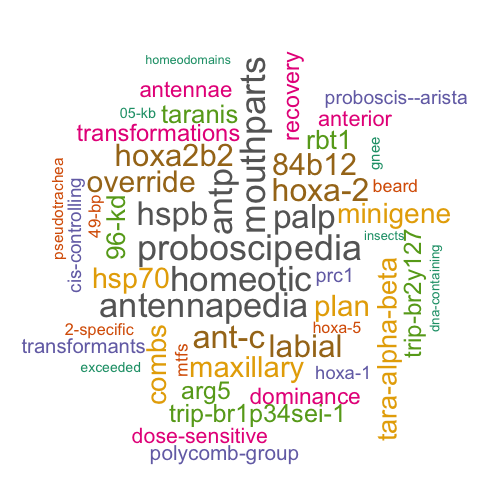 homeodomains
antennae
mouthparts
recovery
proboscis--arista
05-kb
taranis
anterior
transformations
rbt1
gnee
hoxa2b2
84b12
pseudotrachea
override
antp
hoxa-2
beard
cis-controlling
49-bp
96-kd
hspb
palp
minigene
insects
proboscipedia
trip-br2y127
dna-containing
hsp70
homeotic
prc1
tara-alpha-beta
antennapedia
plan
2-specific
ant-c
hoxa-5
transformants
combs
mtfs
labial
exceeded
maxillary
hoxa-1
arg5
dominance
trip-br1p34sei-1
dose-sensitive
polycomb-group